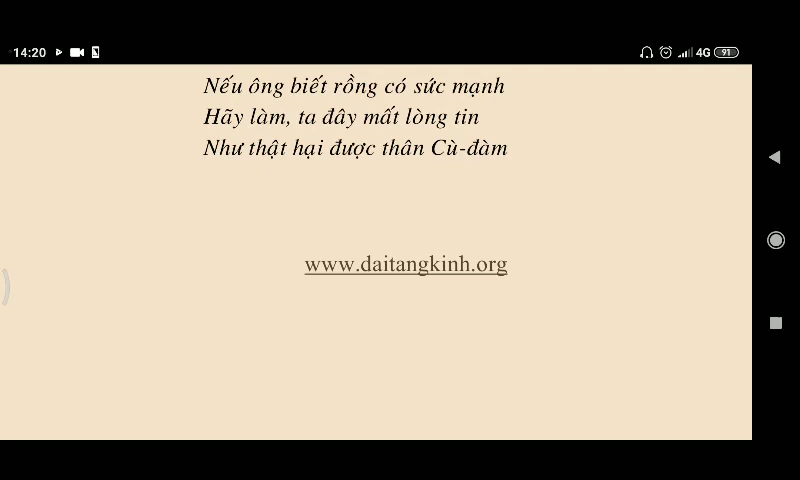 14:20
4G 91
Nếu ông biết rồng có sức mạnh
Hãy làm, ta đây mất lòng tin
Như thật hại được thân Cù-đàm
www.daitangkinh.org